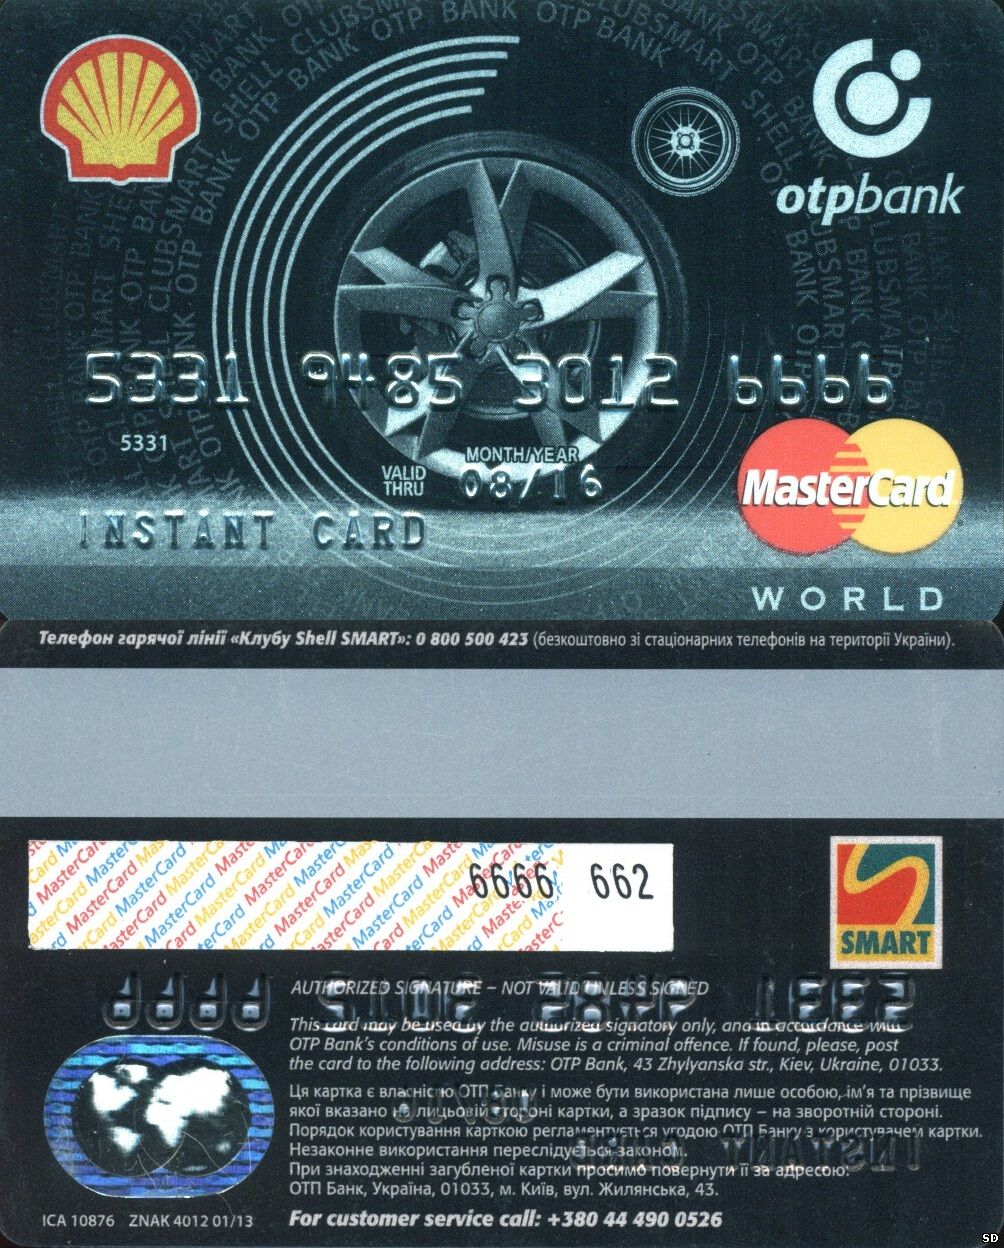 otpbank
5331 9485 3012 6666
5331
MONTH/YEAR
VALID THRU 08/16
INSTANT CARD
MasterCard
WORLD
Телефон гарячої лінії «Клубу Shell SMART»: 0 800 500 423 (безкоштовно зі стаціонарних телефонів на території України).
6666 662
SMART
AUTHORIZED SIGNATURE – NOT VALID UNLESS SIGNED
This card may be used by the authorized signatory only, and in accordance with
OTP Bank's conditions of use. Misuse is a criminal offence. If found, please, post
the card to the following address: OTP Bank, 43 Zhylyanska str., Kiev, Ukraine, 01033.
Ця картка є власністю ОТП Банку і може бути використана лише особою, ім'я та прізвище
якої вказано на лицьовій стороні картки, а зразок підпису – на зворотній стороні.
Порядок користування карткою регламентується угодою ОТП Банку з користувачем картки.
Незаконне використання переслідується законом.
При знаходженні загубленої картки просимо повернути її за адресою:
ОТП Банк, Україна, 01033, м. Київ, вул. Жилянська, 43.
ICA 10876 ZNAK 4012 01/13
For customer service call: +380 44 490 0526
SD